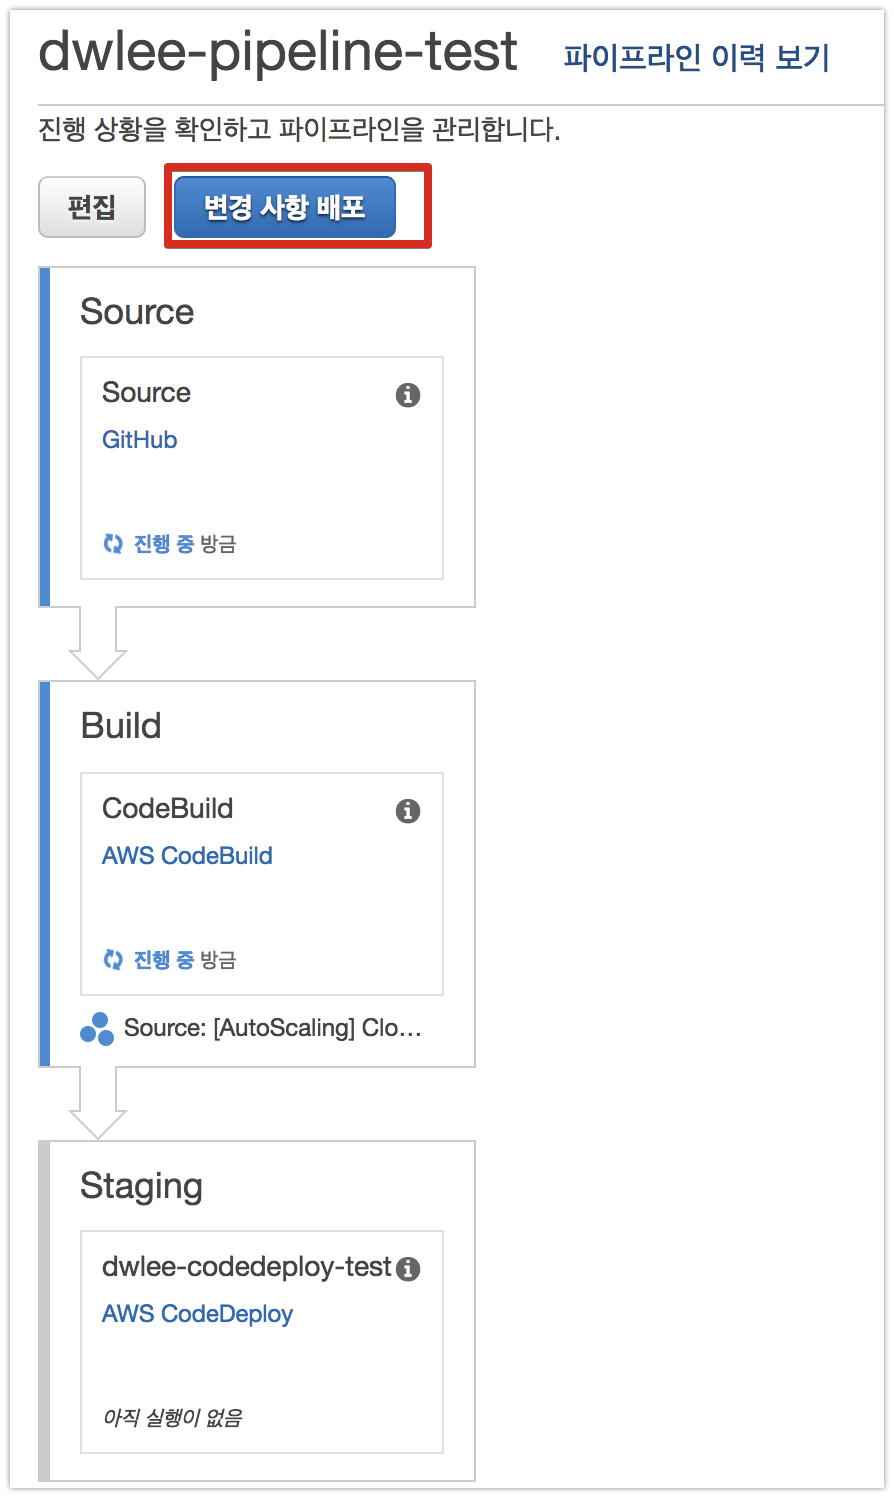 dwlee-pipeline-test 파이프라인 이력 보기
진행 상황을 확인하고 파이프라인을 관리합니다.
편집 변경 사항 배포
Source
Source
GitHub
진행 중 방금
Build
CodeBuild
AWS CodeBuild
진행 중 방금
Source: [AutoScaling] Clo...
Staging
dwlee-codedeploy-test
AWS CodeDeploy
아직 실행이 없음